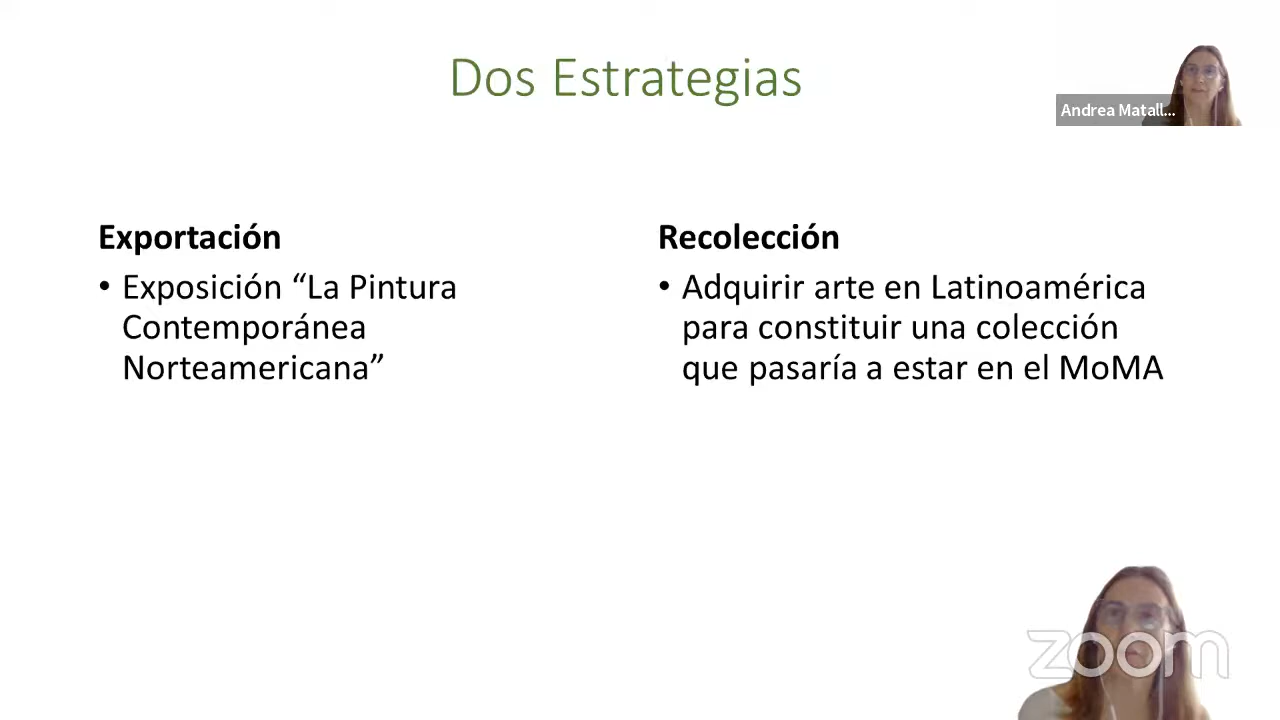 Dos Estrategias
Andrea Matall...
Exportación
• Exposición “La Pintura
Contemporánea
Norteamericana”
Recolección
• Adquirir arte en Latinoamérica
para constituir una colección
que pasaría a estar en el MoMA
zoom